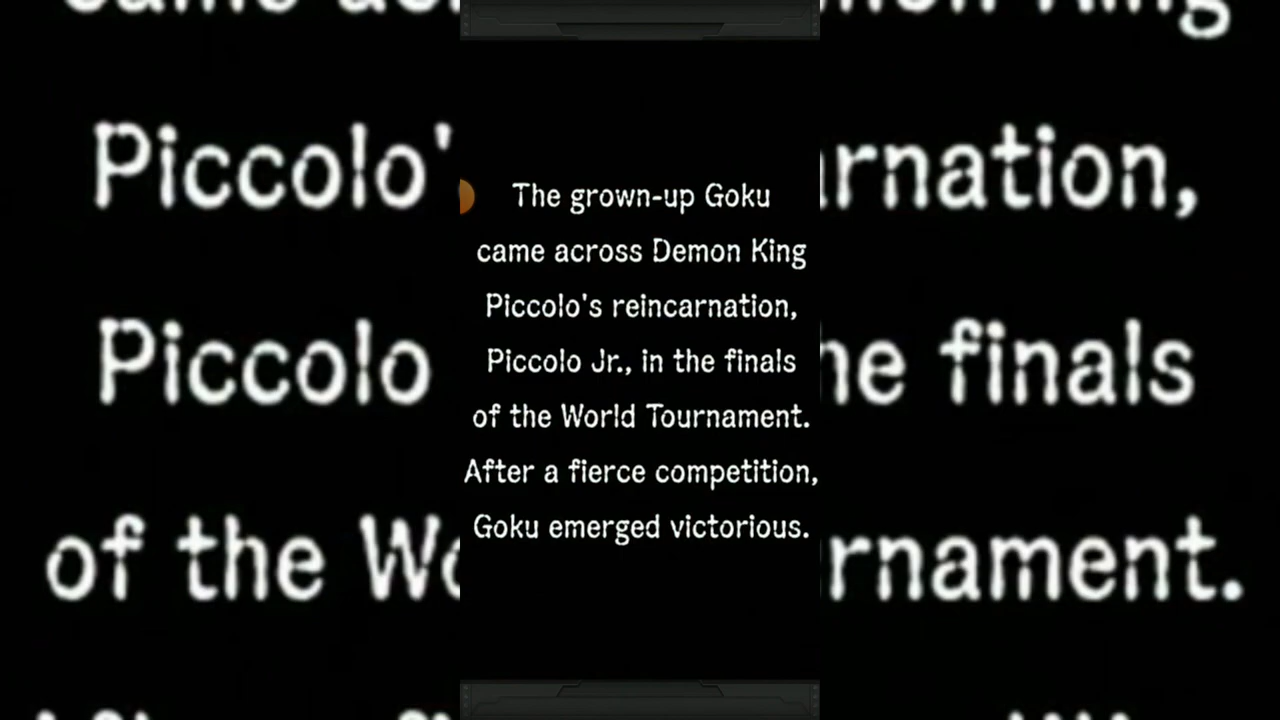 The grown-up Goku
came across Demon King
Piccolo's reincarnation,
Piccolo Jr., in the finals
of the World Tournament.
After a fierce competition,
Goku emerged victorious.